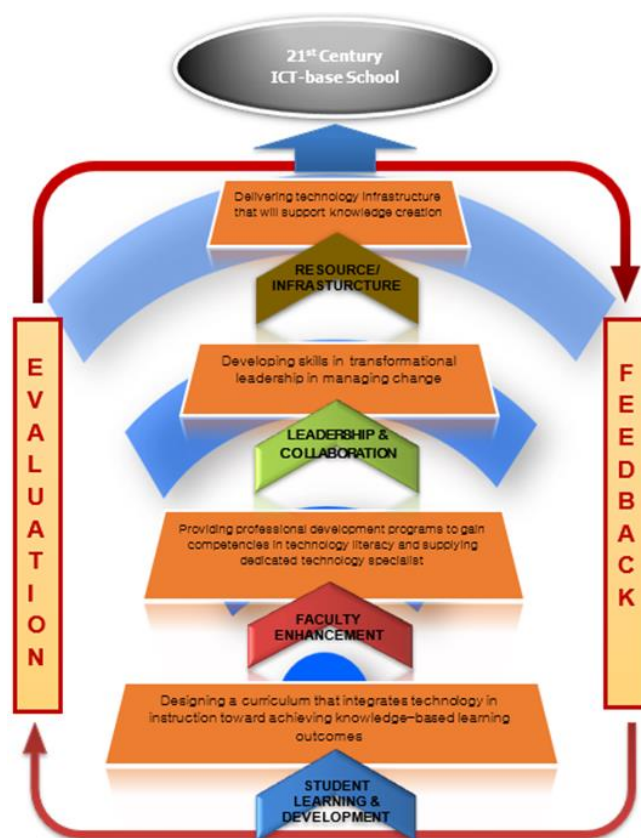 21st Century
ICT-base School
Delivering technology infrastructure
that will support knowledge creation
RESOURCE/
INFRASTURCTURE
Developing skills in transformational
leadership in managing change
LEADERSHIP &
COLLABORATION
Providing professional development programs to gain
competencies in technology literacy and supplying
dedicated technology specialist
FACULTY
ENHANCEMENT
Designing a curriculum that integrates technology in
instruction toward achieving knowledge-based learning
outcomes
STUDENT
LEARNING &
DEVELOPMENT
EVALUATION
FEEDBACK